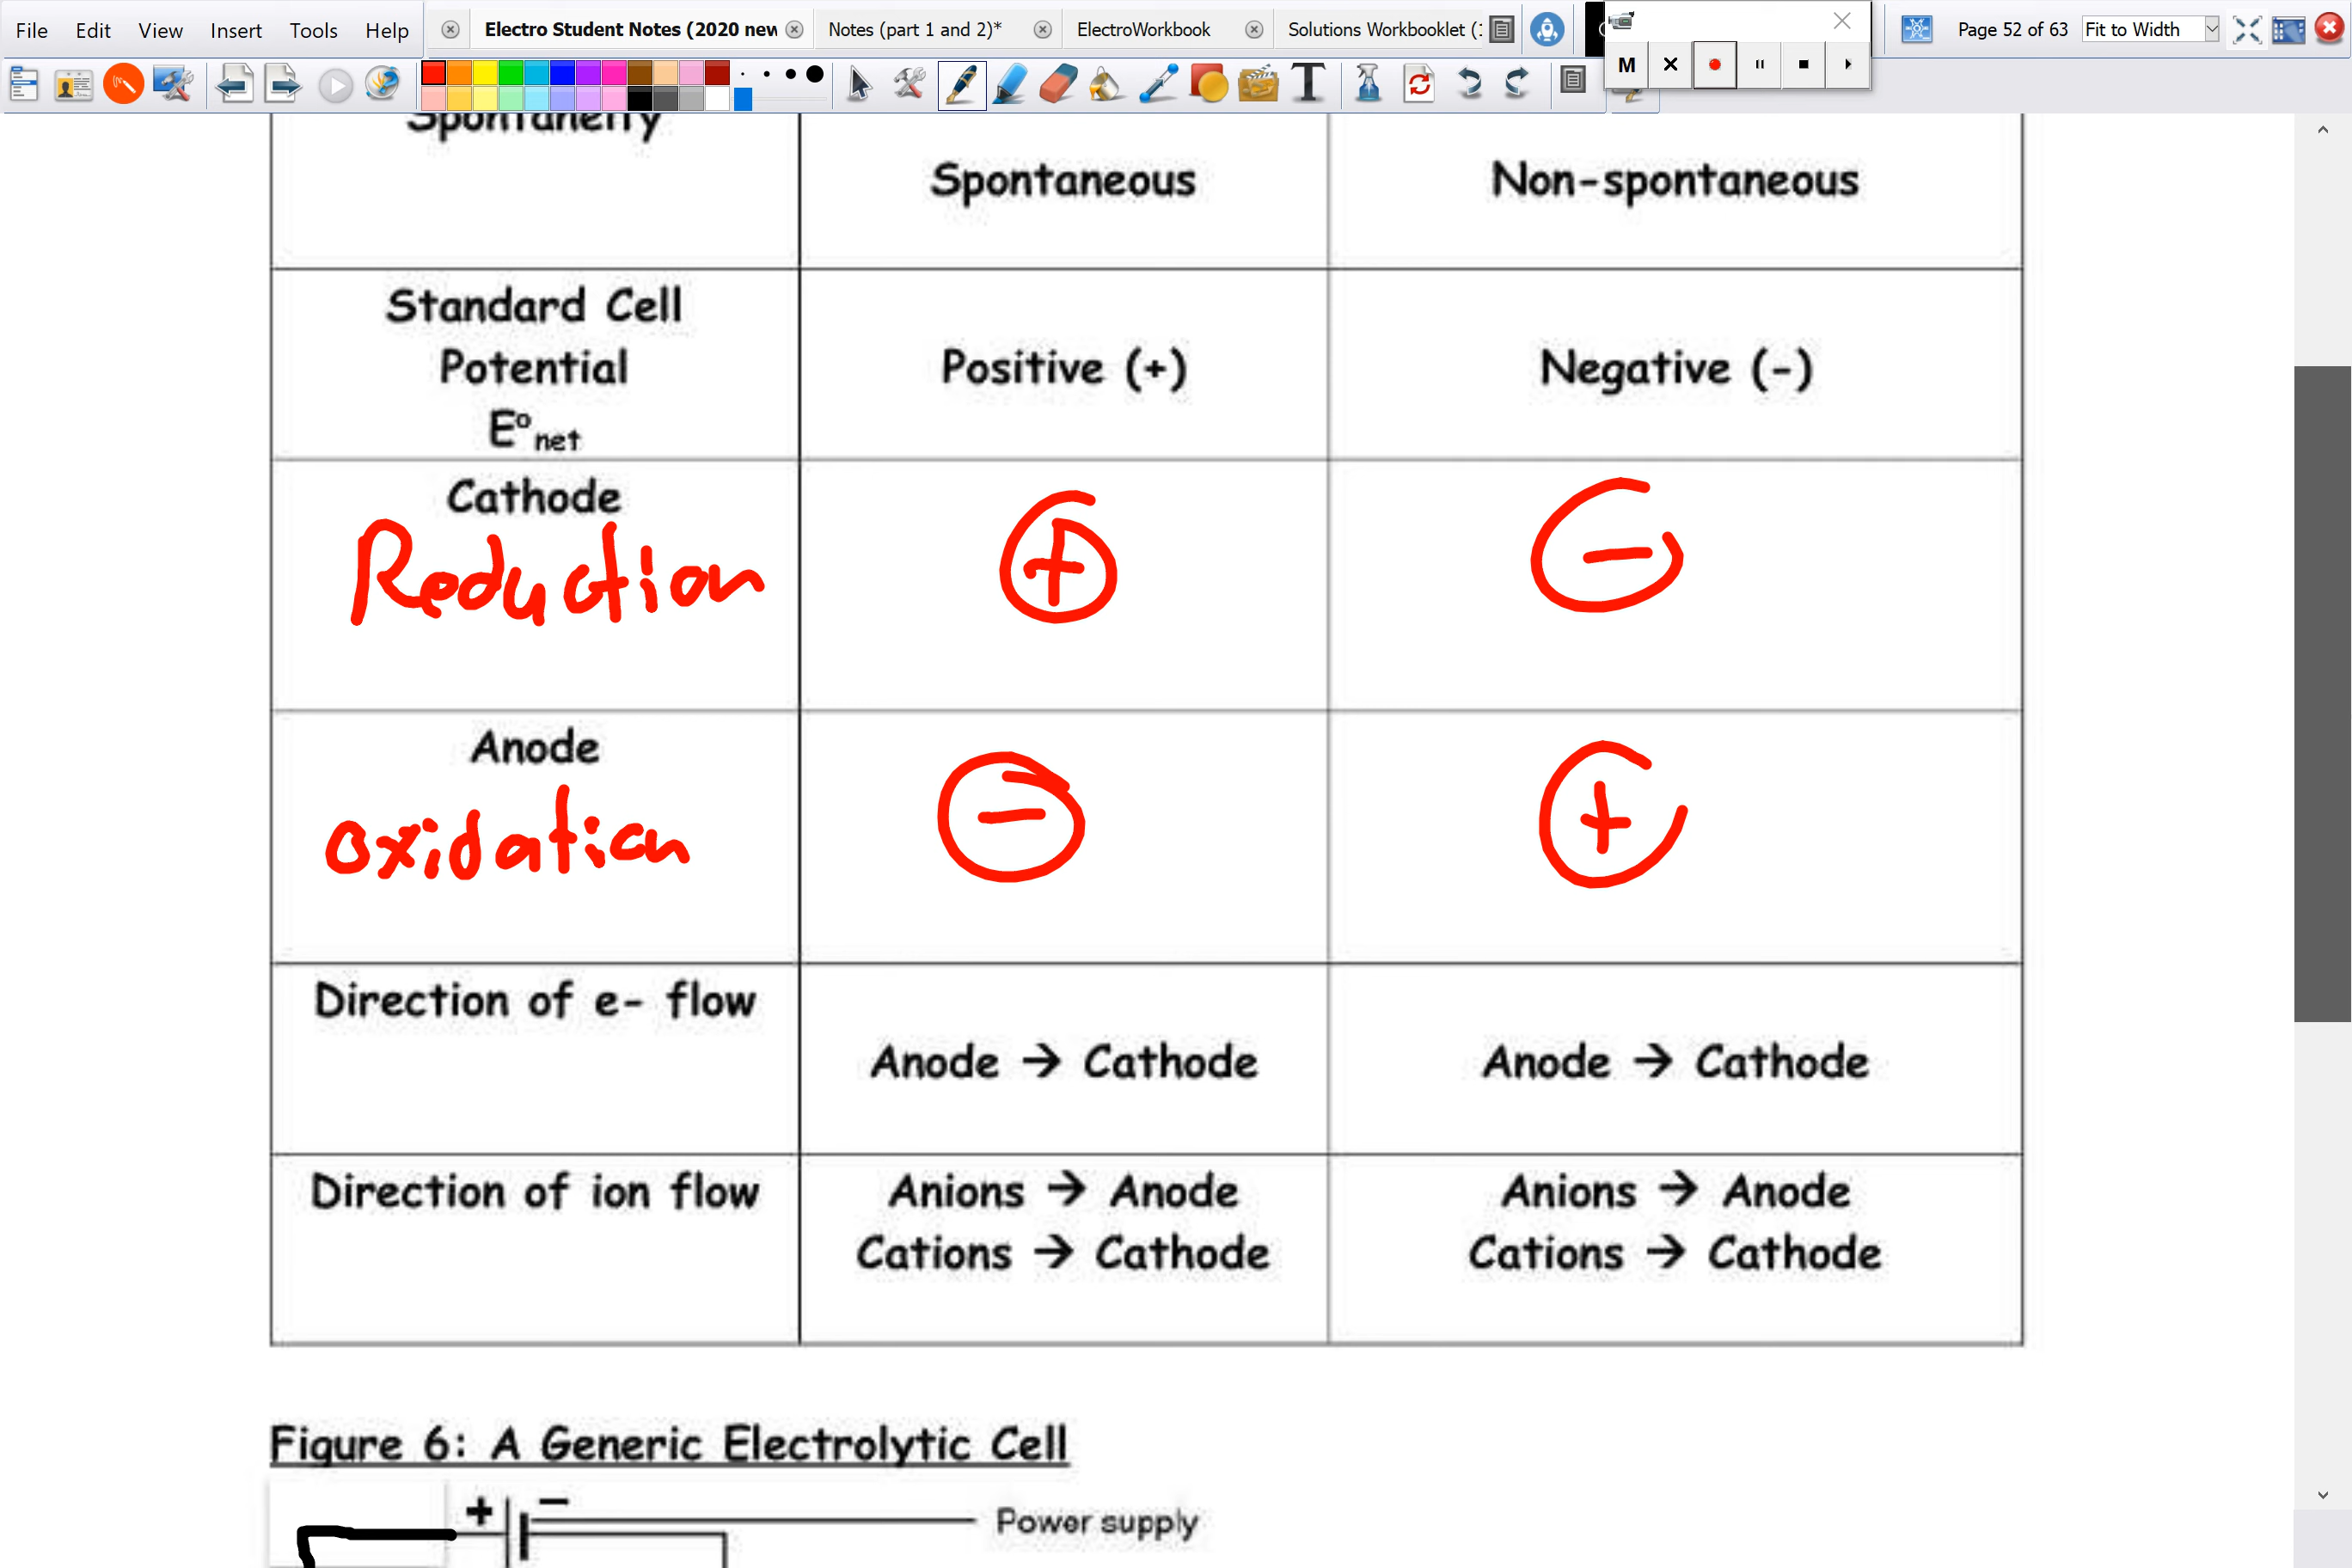 File Edit View Insert Tools Help
Electro Student Notes (2020 new
Notes (part 1 and 2)*
ElectroWorkbook
Solutions Workbooklet (1
M
Page 52 of 63
Fit to Width
Spontaneity
Spontaneous
Non-spontaneous
Standard Cell
Potential
E°net
Positive (+)
Negative (-)
Cathode
Reduction
+
-
Anode
oxidation
-
+
Direction of e- flow
Anode → Cathode
Anode → Cathode
Direction of ion flow
Anions → Anode
Cations → Cathode
Anions → Anode
Cations → Cathode
Figure 6: A Generic Electrolytic Cell
+ -
Power supply